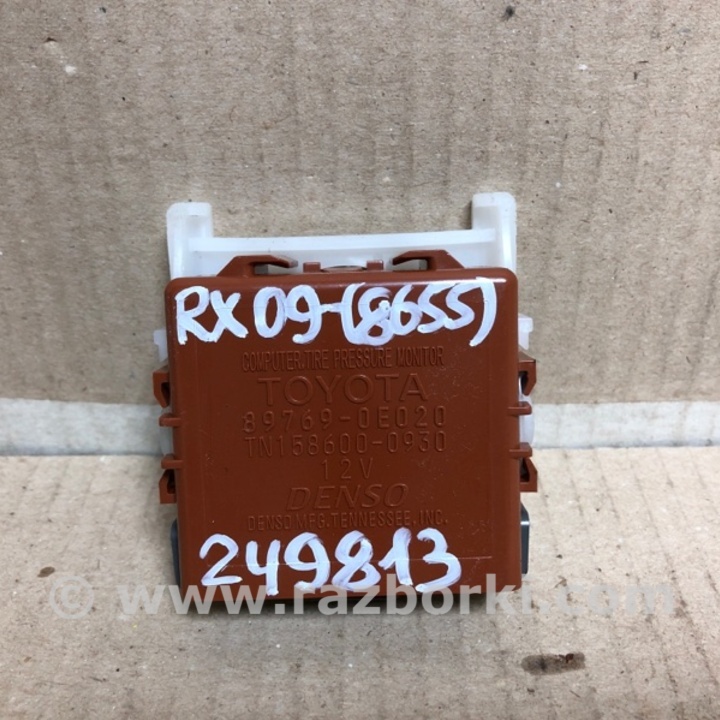 RX 09-(8655)
COMPUTER:TIRE PRESSURE MONITOR
TOYOTA
89769-0E020
TN158600-0930
12V
DENSO
DENSO MFG.TENNESSEE,INC.
249813
© www.razborki.com